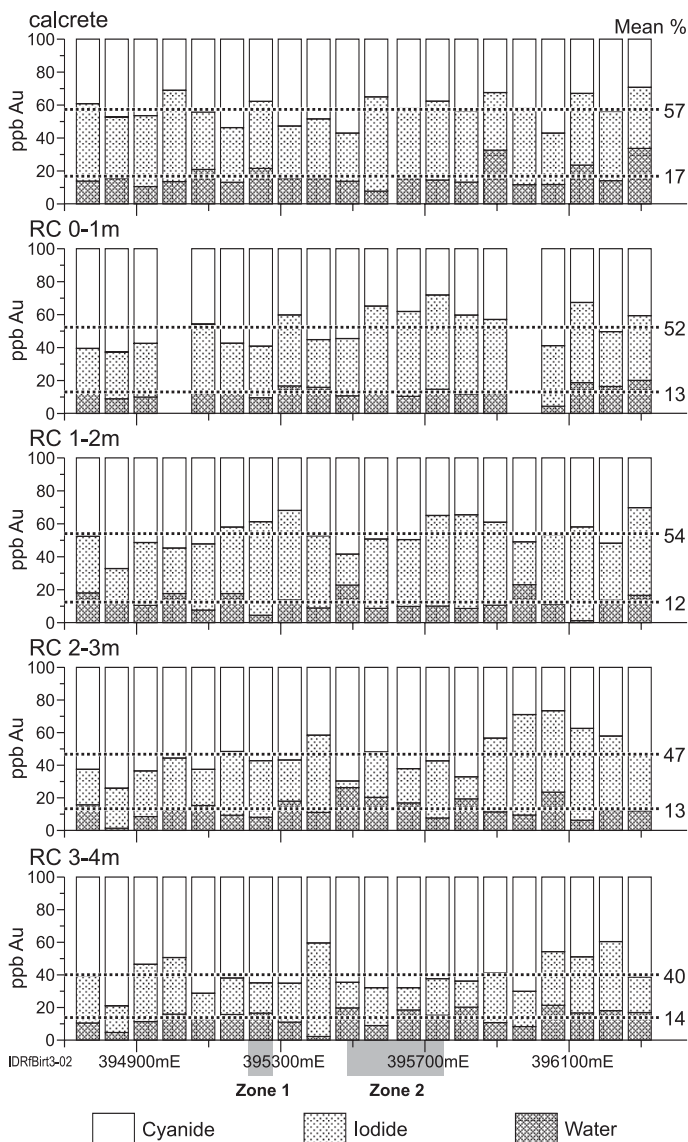 calcrete
Mean %
100
80
60
40
20
0
ppb Au
57
17
RC 0-1m
100
80
60
40
20
0
ppb Au
52
13
RC 1-2m
100
80
60
40
20
0
ppb Au
54
12
RC 2-3m
100
80
60
40
20
0
ppb Au
47
13
RC 3-4m
100
80
60
40
20
0
ppb Au
40
14
IDRfBirt3-02
394900mE 395300mE 395700mE 396100mE
Zone 1 Zone 2
Cyanide Iodide Water